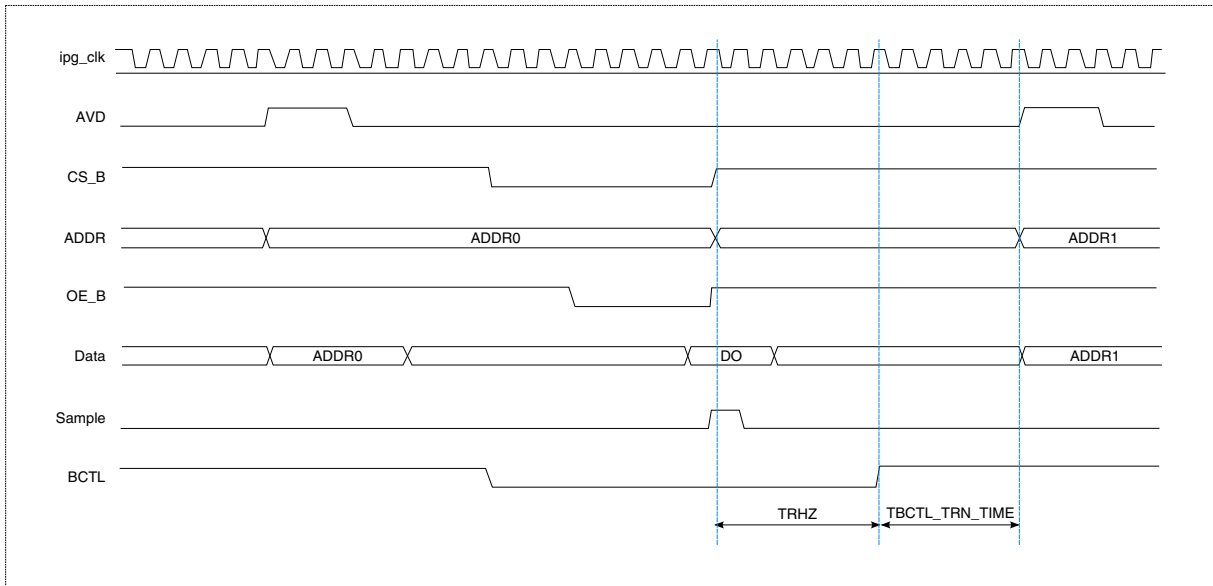 ipg_clk
AVD
CS_B
ADDR
ADDR0
ADDR1
OE_B
Data
ADDR0
DO
ADDR1
Sample
BCTL
TRHZ
TBCTL_TRN_TIME